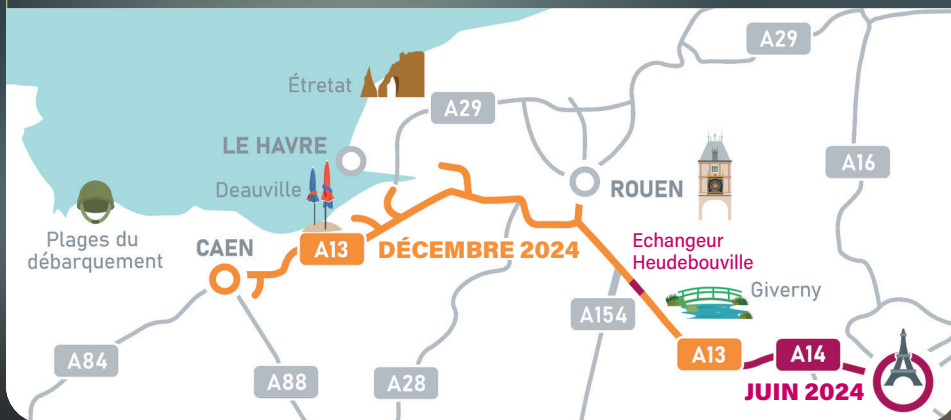 A29
Étretat
A29
LE HAVRE
A16
Deauville
ROUEN
Plages du
débarquement
CAEN
A13
DÉCEMBRE 2024
Echangeur
Heudebouville
Giverny
A154
A84
A88
A28
A13
A14
JUIN 2024